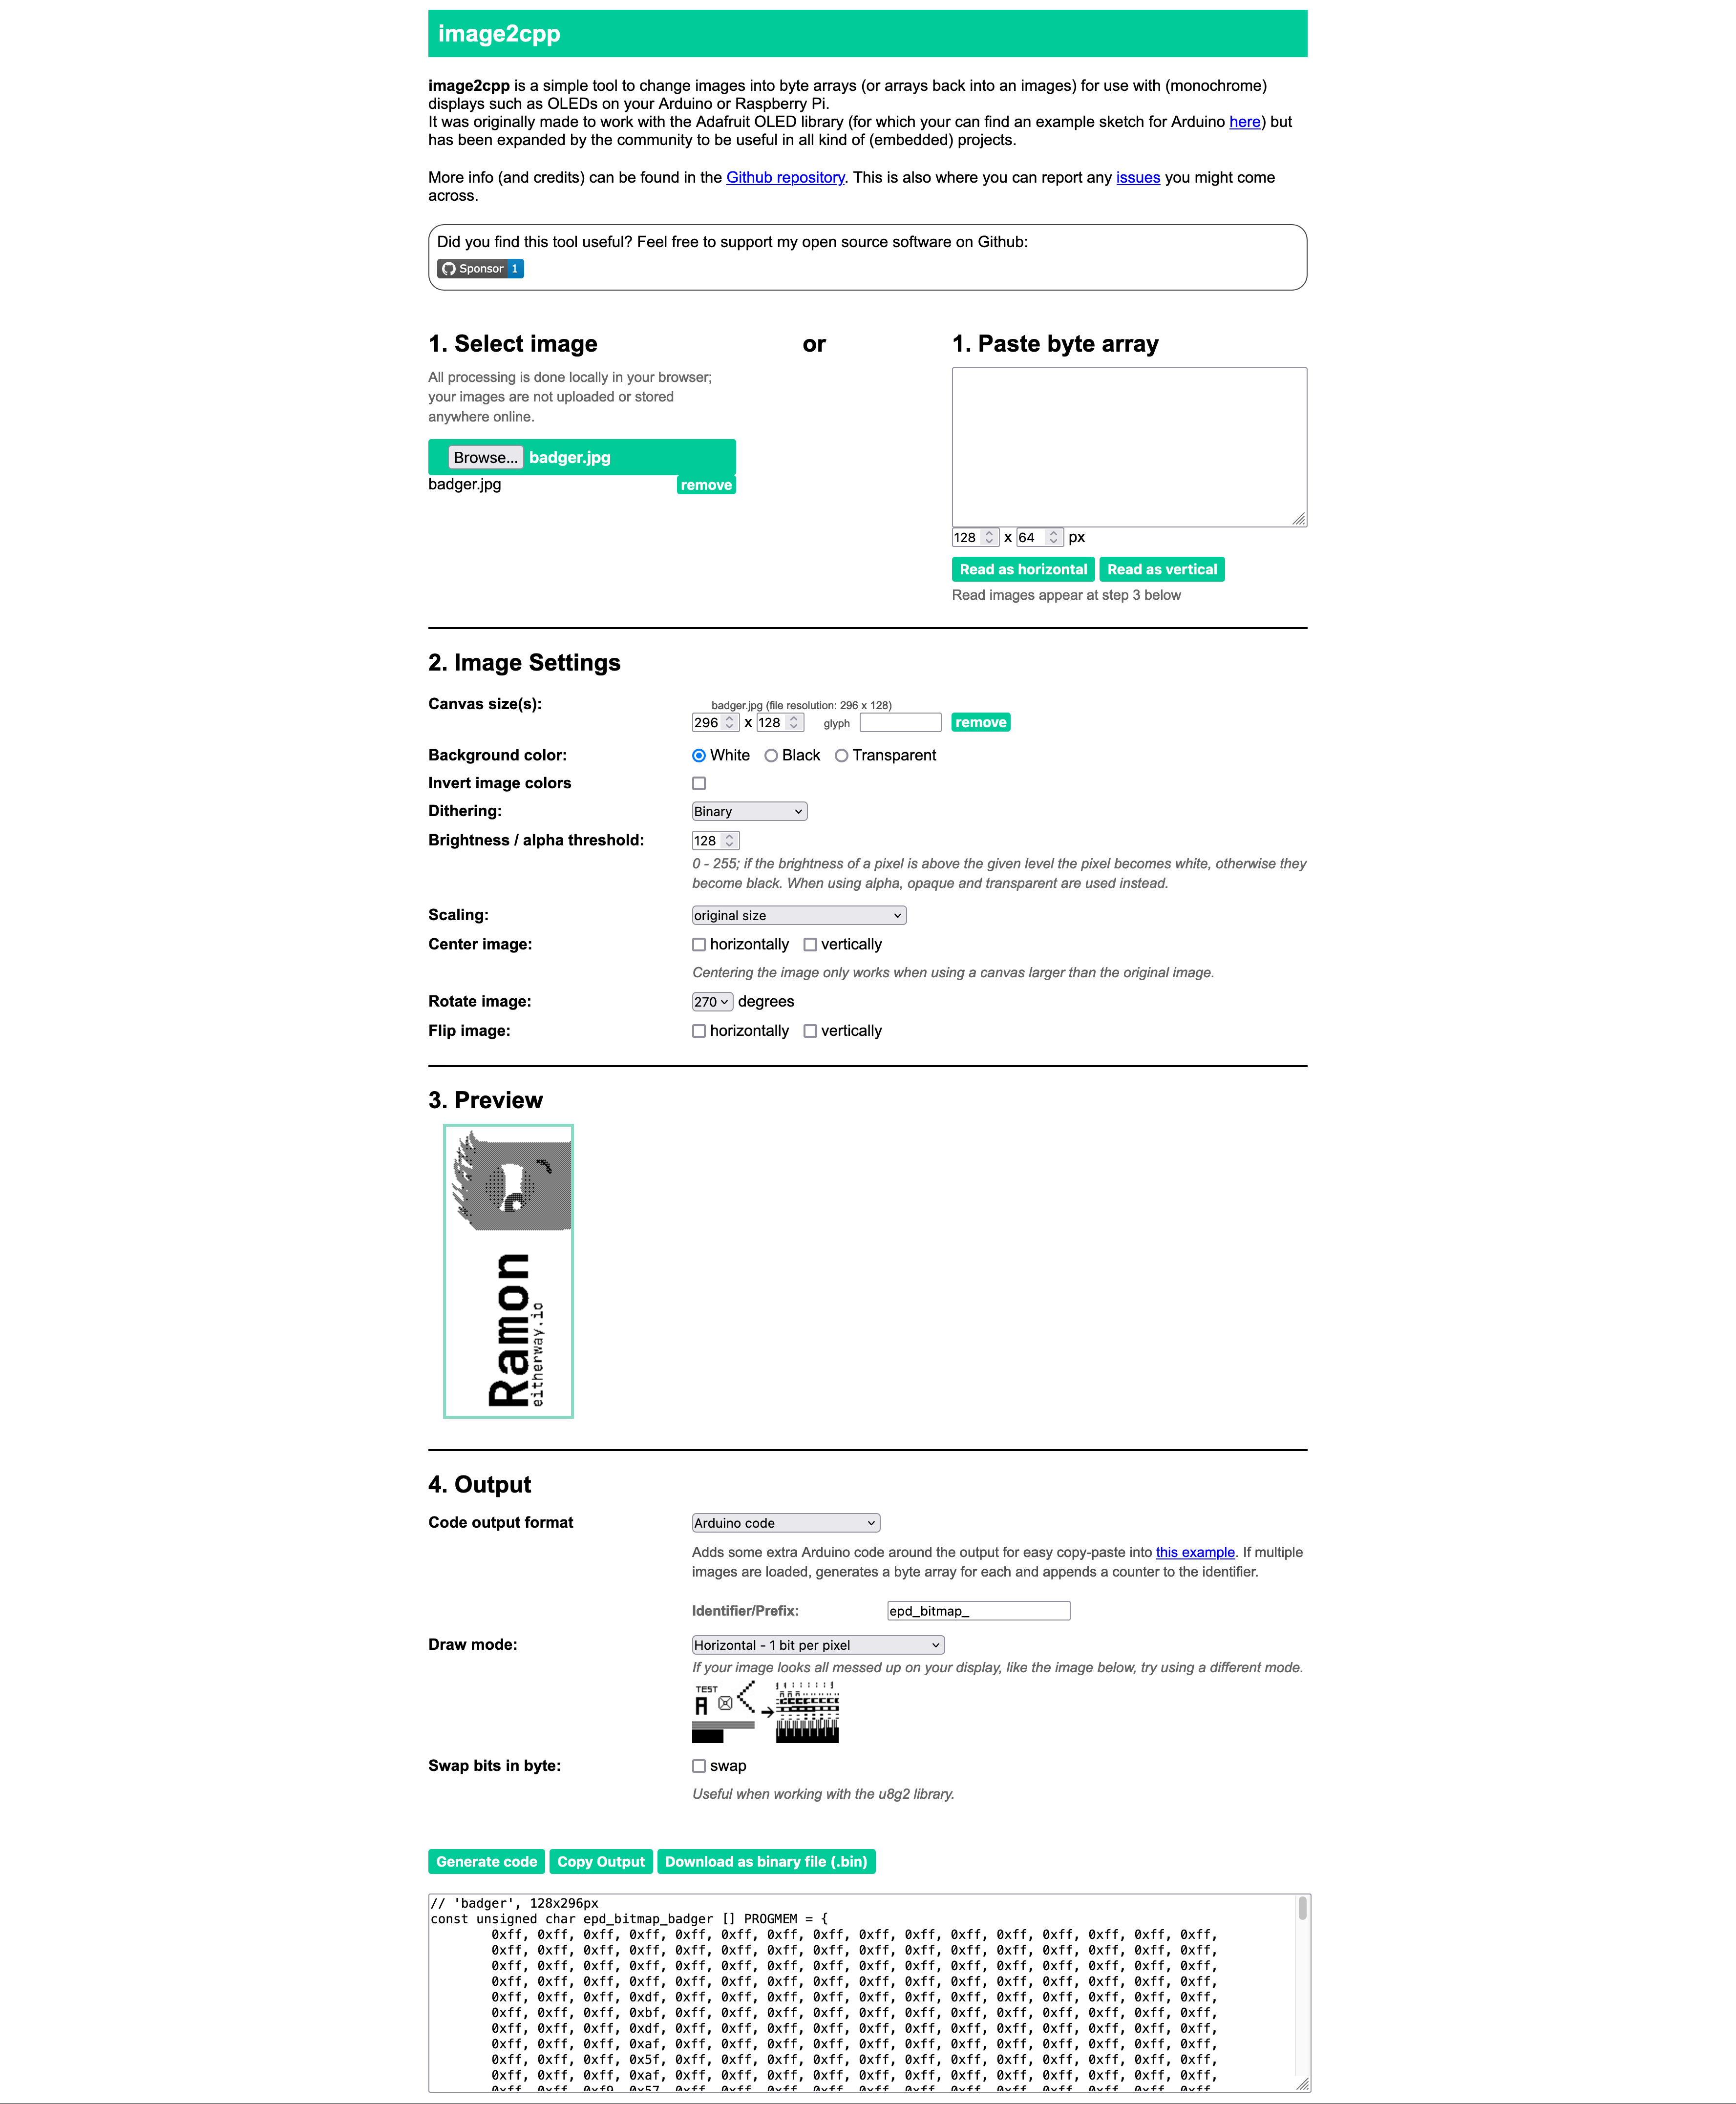 image2cpp
image2cpp is a simple tool to change images into byte arrays (or arrays back into an images) for use with (monochrome)
displays such as OLEDs on your Arduino or Raspberry Pi.
It was originally made to work with the Adafruit OLED library (for which your can find an example sketch for Arduino here) but
has been expanded by the community to be useful in all kind of (embedded) projects.
More info (and credits) can be found in the Github repository. This is also where you can report any issues you might come
across.
Did you find this tool useful? Feel free to support my open source software on Github:
Sponsor 1
1. Select image
or
1. Paste byte array
All processing is done locally in your browser;
your images are not uploaded or stored
anywhere online.
Browse... badger.jpg
badger.jpg remove
128 x 64 px
Read as horizontal Read as vertical
Read images appear at step 3 below
2. Image Settings
Canvas size(s):
badger.jpg (file resolution: 296 x 128)
296 x 128 glyph remove
Background color: White Black Transparent
Invert image colors
Dithering: Binary
Brightness / alpha threshold: 128
0 - 255; if the brightness of a pixel is above the given level the pixel becomes white, otherwise they
become black. When using alpha, opaque and transparent are used instead.
Scaling: original size
Center image: horizontally vertically
Centering the image only works when using a canvas larger than the original image.
Rotate image: 270 degrees
Flip image: horizontally vertically
3. Preview
Ramon
eitherway.io
4. Output
Code output format Arduino code
Adds some extra Arduino code around the output for easy copy-paste into this example. If multiple
images are loaded, generates a byte array for each and appends a counter to the identifier.
Identifier/Prefix: epd_bitmap_
Draw mode: Horizontal - 1 bit per pixel
If your image looks all messed up on your display, like the image below, try using a different mode.
TEST
A
Swap bits in byte: swap
Useful when working with the u8g2 library.
Generate code Copy Output Download as binary file (.bin)
// 'badger', 128x296px
const unsigned char epd_bitmap_badger [] PROGMEM = {
0xff, 0xff, 0xff, 0xff, 0xff, 0xff, 0xff, 0xff, 0xff, 0xff, 0xff, 0xff, 0xff, 0xff, 0xff, 0xff,
0xff, 0xff, 0xff, 0xff, 0xff, 0xff, 0xff, 0xff, 0xff, 0xff, 0xff, 0xff, 0xff, 0xff, 0xff, 0xff,
0xff, 0xff, 0xff, 0xff, 0xff, 0xff, 0xff, 0xff, 0xff, 0xff, 0xff, 0xff, 0xff, 0xff, 0xff, 0xff,
0xff, 0xff, 0xff, 0xff, 0xff, 0xff, 0xff, 0xff, 0xff, 0xff, 0xff, 0xff, 0xff, 0xff, 0xff, 0xff,
0xff, 0xff, 0xff, 0xdf, 0xff, 0xff, 0xff, 0xff, 0xff, 0xff, 0xff, 0xff, 0xff, 0xff, 0xff, 0xff,
0xff, 0xff, 0xff, 0xbf, 0xff, 0xff, 0xff, 0xff, 0xff, 0xff, 0xff, 0xff, 0xff, 0xff, 0xff, 0xff,
0xff, 0xff, 0xff, 0xdf, 0xff, 0xff, 0xff, 0xff, 0xff, 0xff, 0xff, 0xff, 0xff, 0xff, 0xff, 0xff,
0xff, 0xff, 0xff, 0xaf, 0xff, 0xff, 0xff, 0xff, 0xff, 0xff, 0xff, 0xff, 0xff, 0xff, 0xff, 0xff,
0xff, 0xff, 0xff, 0x5f, 0xff, 0xff, 0xff, 0xff, 0xff, 0xff, 0xff, 0xff, 0xff, 0xff, 0xff, 0xff,
0xff, 0xff, 0xff, 0xaf, 0xff, 0xff, 0xff, 0xff, 0xff, 0xff, 0xff, 0xff, 0xff, 0xff, 0xff, 0xff,
0xff, 0xff, 0xf9, 0x57, 0xff, 0xff, 0xff, 0xff, 0xff, 0xff, 0xff, 0xff, 0xff, 0xff, 0xff, 0xff,